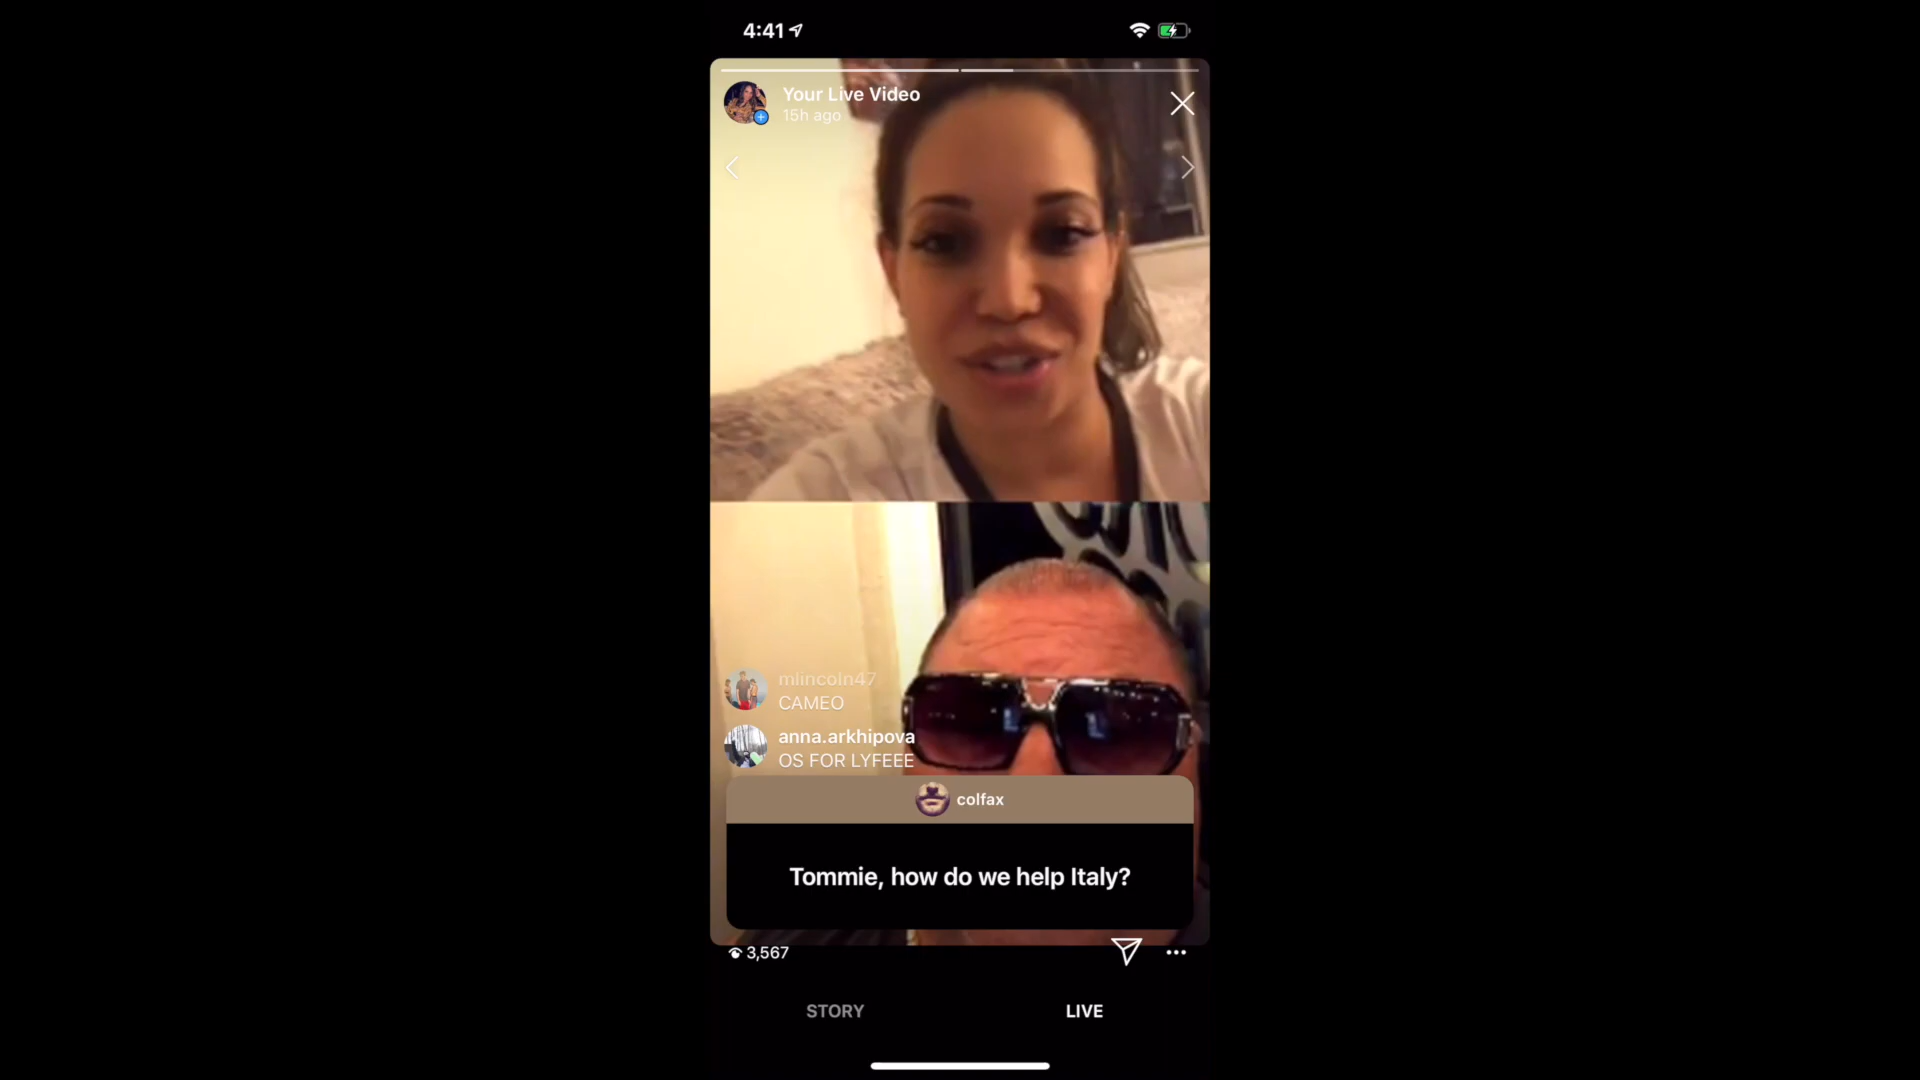 4:41
Your Live Video
15h ago
mlincoln47
CAMEO
anna.arkhipova
OS FOR LYFEEE
colfax
Tommie, how do we help Italy?
3,567
STORY
LIVE